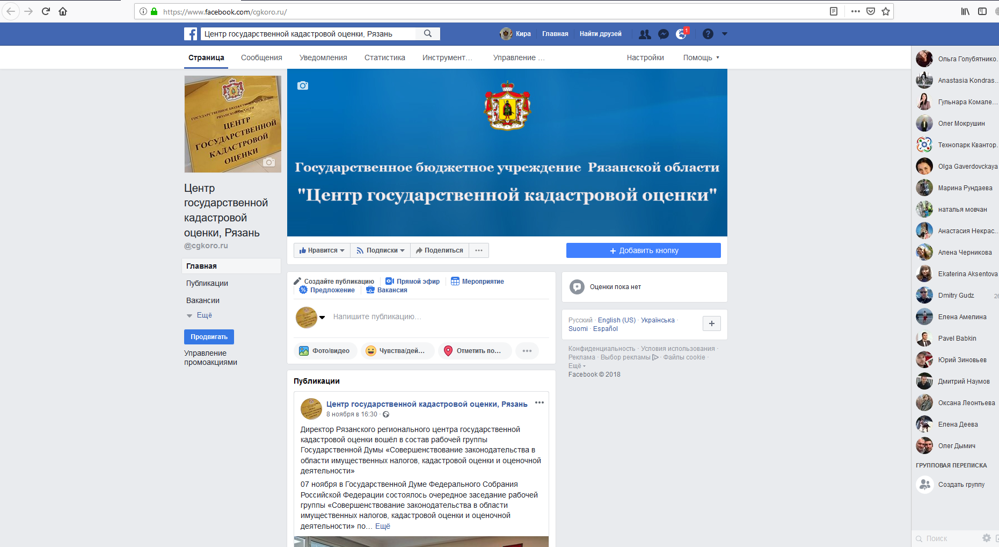 https://www.facebook.com/cgkoro.ru/
Центр государственной кадастровой оценки, Рязань
Кира
Главная
Найти друзей
1
Страница
Сообщения
Уведомления
Статистика
Инструмент…
Управление …
Настройки
Помощь
ГОСУДАРСТВЕННОЕ БЮДЖЕТНОЕ УЧРЕЖДЕНИЕ
РЯЗАНСКОЙ ОБЛАСТИ
ЦЕНТР
ГОСУДАРСТВЕННОЙ
КАДАСТРОВОЙ
ОЦЕНКИ
Центр
государственной
кадастровой
оценки, Рязань
@cgkoro.ru
Главная
Публикации
Вакансии
Ещё
Продвигать
Управление
промоакциями
Государственное бюджетное учреждение Рязанской области
"Центр государственной кадастровой оценки"
Нравится
Подписки
Поделиться
...
+ Добавить кнопку
Создайте публикацию
Прямой эфир
Мероприятие
Предложение
Вакансия
Напишите публикацию...
Фото/видео
Чувства/дей...
Отметить по...
...
Публикации
Центр государственной кадастровой оценки, Рязань
...
8 ноября в 16:30 ·
Директор Рязанского регионального центра государственной
кадастровой оценки вошёл в состав рабочей группы
Государственной Думы «Совершенствование законодательства в
области имущественных налогов, кадастровой оценки и оценочной
деятельности»
07 ноября в Государственной Думе Федерального Собрания
Российской Федерации состоялось очередное заседание рабочей
группы «Совершенствование законодательства в области
имущественных налогов, кадастровой оценки и оценочной
деятельности» по… Ещё
Оценки пока нет
Русский · English (US) · Українська ·
Suomi · Español
+
Конфиденциальность · Условия использования ·
Реклама · Выбор рекламы · Файлы cookie ·
Ещё
Facebook © 2018
Ольга Голубятнико…
Anastasia Kondras…
Гульнара Комале…
Олег Мокрушин
Технопарк Квантор…
Olga Gaverdovckaya
Марина Рундаева
наталья мовчан
Анастасия Некрас…
Алена Черникова
Ekaterina Aksentova
Dmitry Gudz
Елена Амелина
Pavel Babkin
Юрий Зиновьев
Дмитрий Наумов
Оксана Леонтьева
Елена Деева
Олег Дымич
ГРУППОВАЯ ПЕРЕПИСКА
Создать группу
Поиск